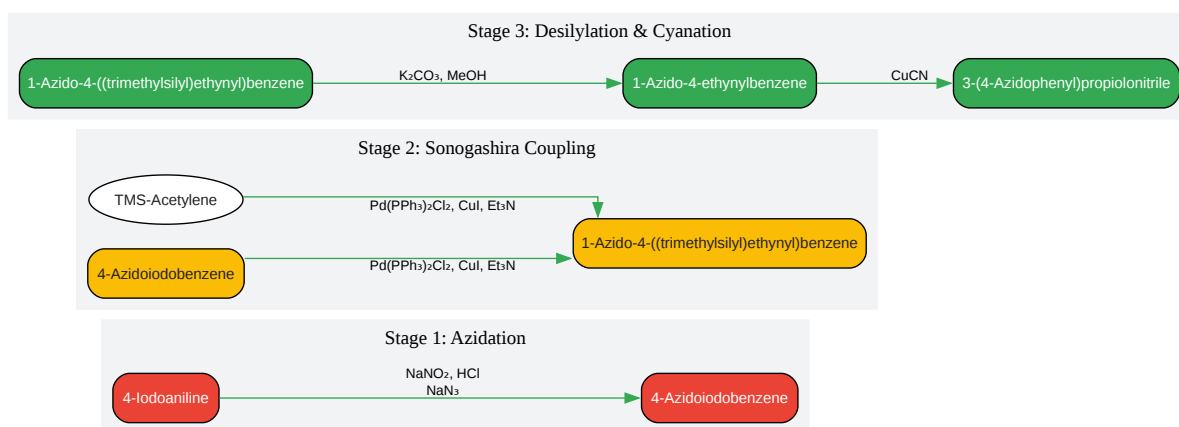 Stage 3: Desilylation & Cyanation
1-Azido-4-((trimethylsilyl)ethynyl)benzene
K₂CO₃, MeOH
1-Azido-4-ethynylbenzene
CuCN
3-(4-Azidophenyl)propiolonitrile
Stage 2: Sonogashira Coupling
TMS-Acetylene
Pd(PPh₃)₂Cl₂, CuI, Et₃N
4-Azidoiodobenzene
Pd(PPh₃)₂Cl₂, CuI, Et₃N
1-Azido-4-((trimethylsilyl)ethynyl)benzene
Stage 1: Azidation
4-Iodoaniline
NaNO₂, HCl
NaN₃
4-Azidoiodobenzene